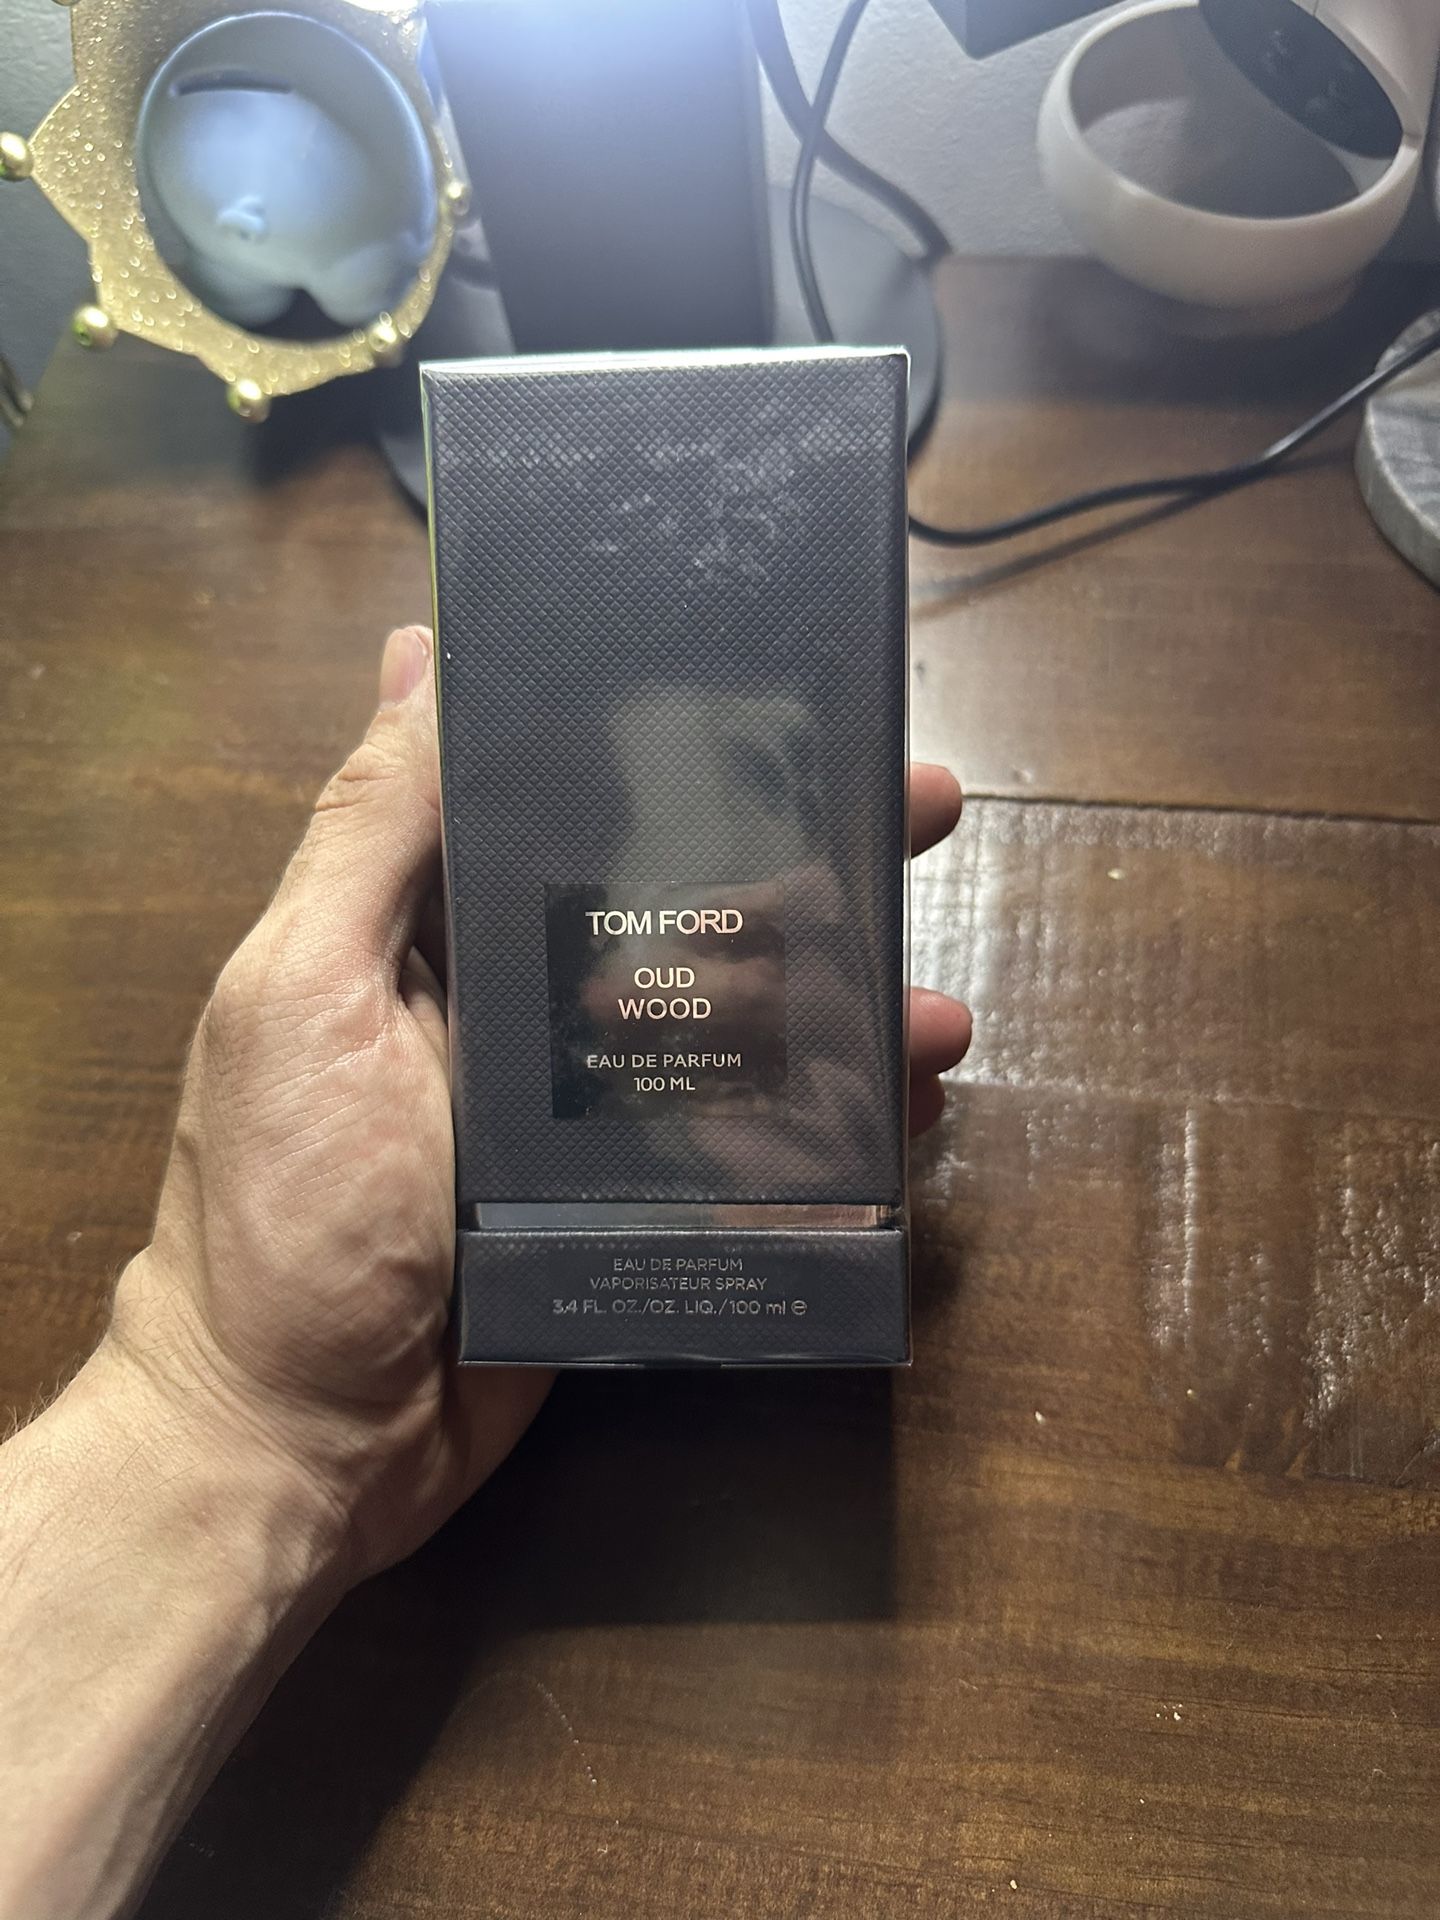 TOM FORD
OUD
WOOD
EAU DE PARFUM
100 ML
EAU DE PARFUM
VAPORISATEUR SPRAY
3.4 FL. OZ./OZ. LIQ./100 ml ℮